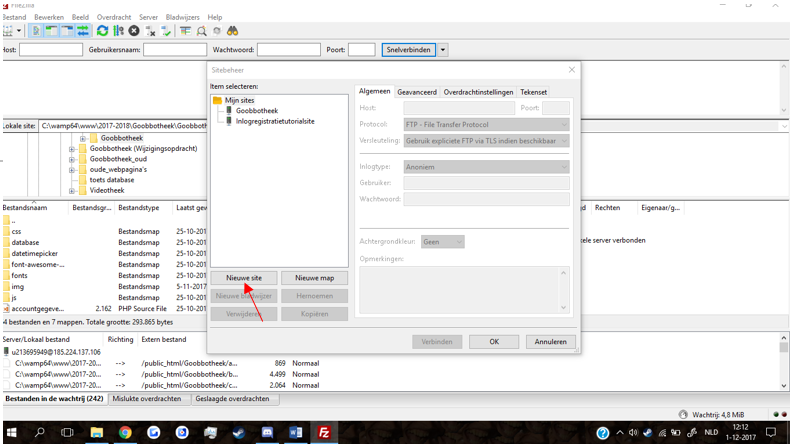 FileZilla
Bestand Bewerken Beeld Overdracht Server Bladwijzers Help
Host: Gebruikersnaam: Wachtwoord: Poort: Snelverbinden
Sitebeheer
Item selecteren:
Mijn sites
Goobbotheek
Inlogregistratietutorialsite
Nieuwe site Nieuwe map
Nieuwe bladwijzer Hernoemen
Verwijderen Kopiëren
Algemeen Geavanceerd Overdrachtinstellingen Tekenset
Host: Poort:
Protocol: FTP - File Transfer Protocol
Versleuteling: Gebruik expliciete FTP via TLS indien beschikbaar
Inlogtype: Anoniem
Gebruiker:
Wachtwoord:
Achtergrondkleur: Geen
Opmerkingen:
Verbinden OK Annuleren
Lokale site: C:\wamp64\www\2017-2018\Goobbotheek\Goobbot
Goobbotheek
Goobbotheek (Wijzigingsopdracht)
Goobbotheek_oud
oude_webpagina's
toets database
Videotheek
Bestandsnaam Bestandsgr... Bestandstype Laatst gew
Rechten Eigenaar/g...
..
css Bestandsmap 25-10-201
database Bestandsmap 25-10-201
datetimepicker Bestandsmap 25-10-201
font-awesome-... Bestandsmap 25-10-201
fonts Bestandsmap 25-10-201
img Bestandsmap 5-11-2017
js Bestandsmap 25-10-201
accountgegeve... 2.162 PHP Source File 25-10-201
server verbonden
4 bestanden en 7 mappen. Totale grootte: 293.865 bytes
Server/Lokaal bestand Richting Extern bestand
u213695949@185.224.137.106
C:\wamp64\www\2017-20... -->> /public_html/Goobbotheek/a... 869 Normaal
C:\wamp64\www\2017-20... -->> /public_html/Goobbotheek/b... 4.499 Normaal
C:\wamp64\www\2017-20... -->> /public_html/Goobbotheek/c... 2.064 Normaal
Bestanden in de wachtrij (242) Mislukte overdrachten Geslaagde overdrachten
Wachtrij: 4,8 MiB
NLD 12:12
1-12-2017